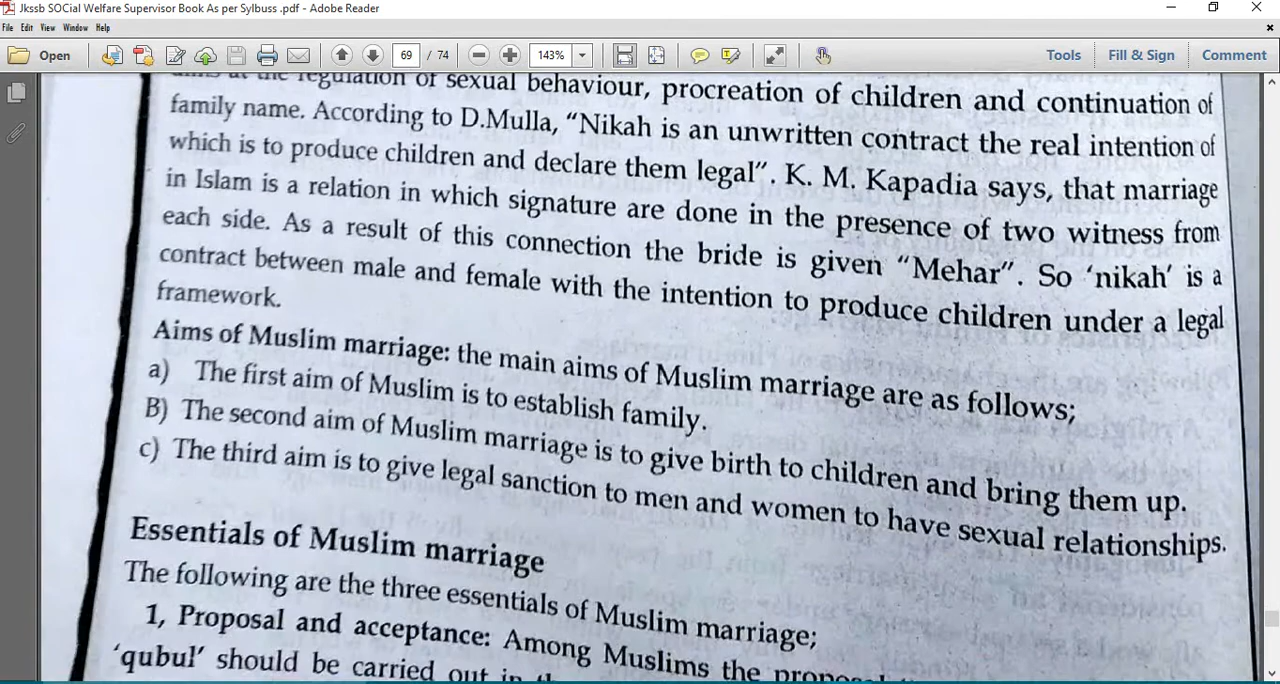 Jkssb SOCial Welfare Supervisor Book As per Sylbuss .pdf - Adobe Reader
File Edit View Window Help
Open 69 / 74 143% Tools Fill & Sign Comment
at the regulation of sexual behaviour, procreation of children and continuation of
family name. According to D.Mulla, “Nikah is an unwritten contract the real intention of
which is to produce children and declare them legal”. K. M. Kapadia says, that marriage
in Islam is a relation in which signature are done in the presence of two witness from
each side. As a result of this connection the bride is given “Mehar”. So ‘nikah’ is a
contract between male and female with the intention to produce children under a legal
framework.
Aims of Muslim marriage: the main aims of Muslim marriage are as follows;
a) The first aim of Muslim is to establish family.
B) The second aim of Muslim marriage is to give birth to children and bring them up.
c) The third aim is to give legal sanction to men and women to have sexual relationships.
Essentials of Muslim marriage
The following are the three essentials of Muslim marriage;
1, Proposal and acceptance: Among Muslims the
‘qubul’ should be carried out in